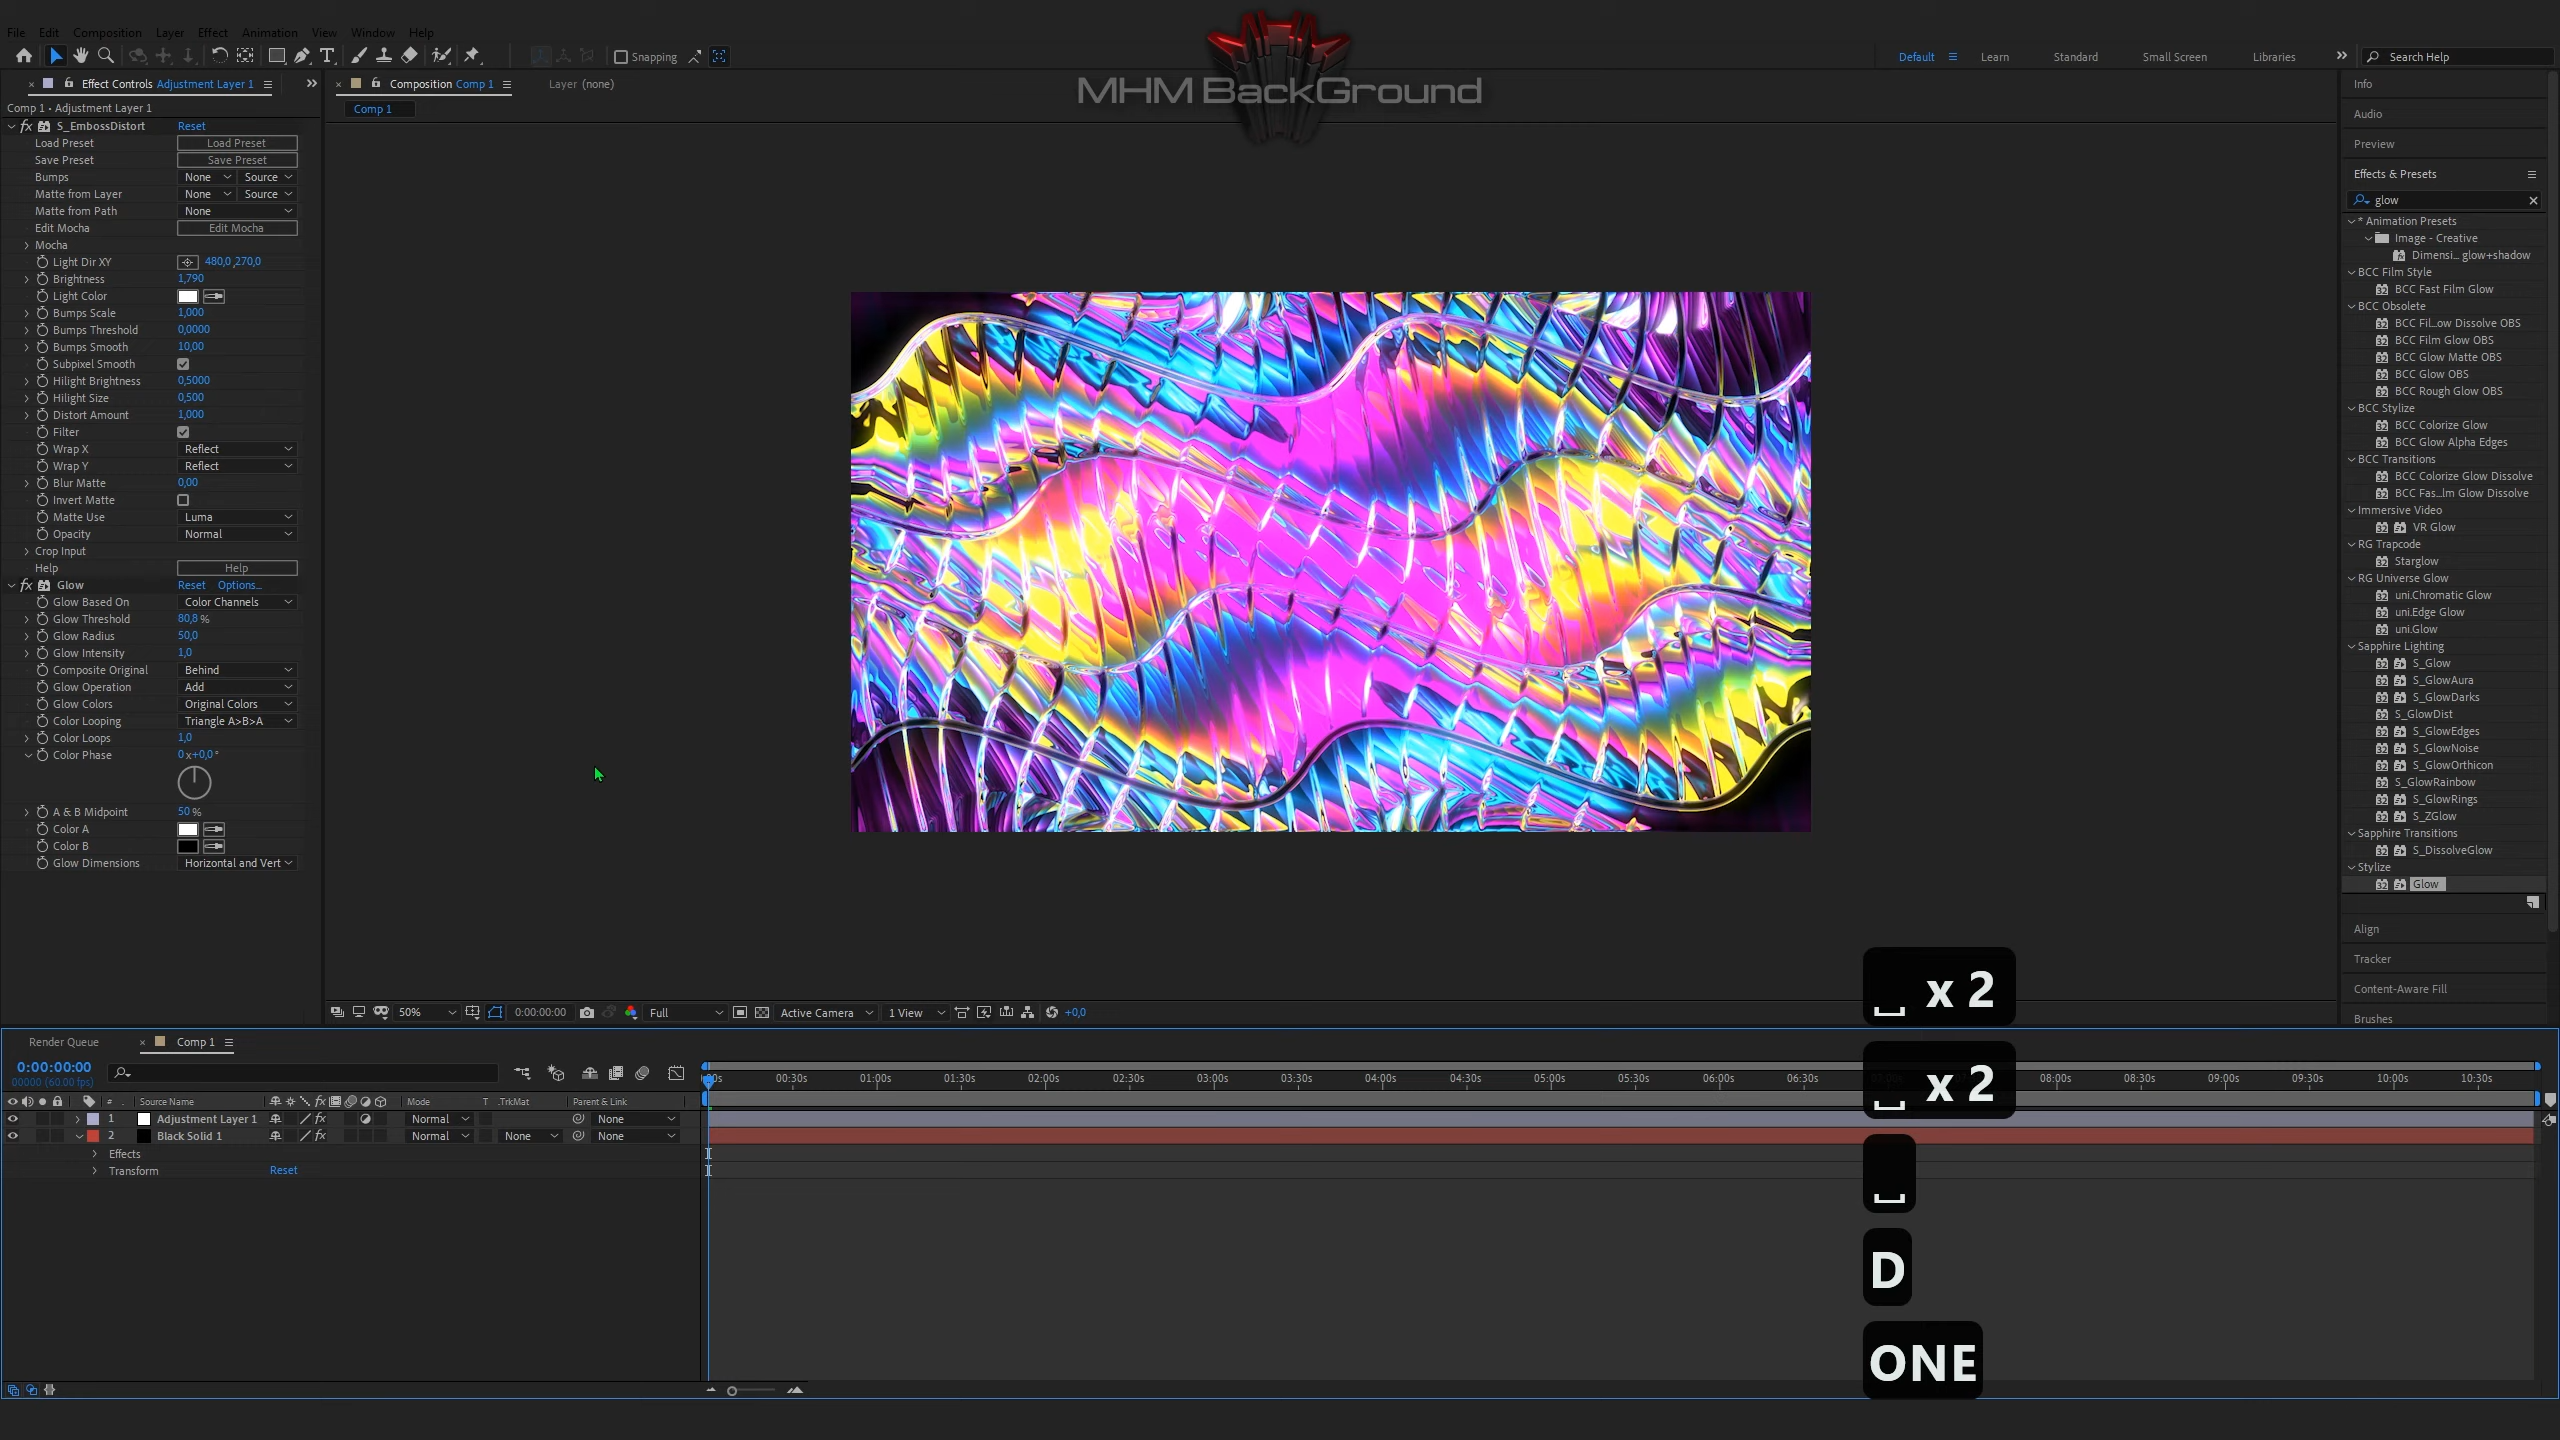 MHM BackGround
File Edit Composition Layer Effect Animation View Window Help
Snapping
Default Learn Standard Small Screen Libraries Search Help
Effect Controls Adjustment Layer 1
Comp 1 • Adjustment Layer 1
S_EmbossDistort Reset
Load Preset Load Preset
Save Preset Save Preset
Bumps None Source
Matte from Layer None Source
Matte from Path None
Edit Mocha Edit Mocha
Mocha
Light Dir XY 480,0 ,270,0
Brightness 1,790
Light Color
Bumps Scale 1,000
Bumps Threshold 0,0000
Bumps Smooth 10,00
Subpixel Smooth
Hilight Brightness 0,5000
Hilight Size 0,500
Distort Amount 1,000
Filter
Wrap X Reflect
Wrap Y Reflect
Blur Matte 0,00
Invert Matte
Matte Use Luma
Opacity Normal
Crop Input
Help Help
Glow Reset Options...
Glow Based On Color Channels
Glow Threshold 80,8 %
Glow Radius 50,0
Glow Intensity 1,0
Composite Original Behind
Glow Operation Add
Glow Colors Original Colors
Color Looping Triangle A>B>A
Color Loops 1,0
Color Phase 0 x+0,0 °
A & B Midpoint 50 %
Color A
Color B
Glow Dimensions Horizontal and Vert
Composition Comp 1
Layer (none)
Comp 1
50% 0:00:00:00 Full Active Camera 1 View +0,0
Info
Audio
Preview
Effects & Presets
glow
* Animation Presets
Image - Creative
Dimensi... glow+shadow
BCC Film Style
BCC Fast Film Glow
BCC Obsolete
BCC Fil...ow Dissolve OBS
BCC Film Glow OBS
BCC Glow Matte OBS
BCC Glow OBS
BCC Rough Glow OBS
BCC Stylize
BCC Colorize Glow
BCC Glow Alpha Edges
BCC Transitions
BCC Colorize Glow Dissolve
BCC Fas...lm Glow Dissolve
Immersive Video
VR Glow
RG Trapcode
Starglow
RG Universe Glow
uni.Chromatic Glow
uni.Edge Glow
uni.Glow
Sapphire Lighting
S_Glow
S_GlowAura
S_GlowDarks
S_GlowDist
S_GlowEdges
S_GlowNoise
S_GlowOrthicon
S_GlowRainbow
S_GlowRings
S_ZGlow
Sapphire Transitions
S_DissolveGlow
Stylize
Glow
Align
Tracker
Content-Aware Fill
Brushes
x 2
x 2
D
ONE
Render Queue Comp 1
0:00:00:00
00000 (60.00 fps)
00:30s 01:00s 01:30s 02:00s 02:30s 03:00s 03:30s 04:00s 04:30s 05:00s 05:30s 06:00s 06:30s 08:00s 08:30s 09:00s 09:30s 10:00s 10:30s
# Source Name Mode T .TrkMat Parent & Link
1 Adjustment Layer 1 Normal None
2 Black Solid 1 Normal None None
Effects
Transform Reset